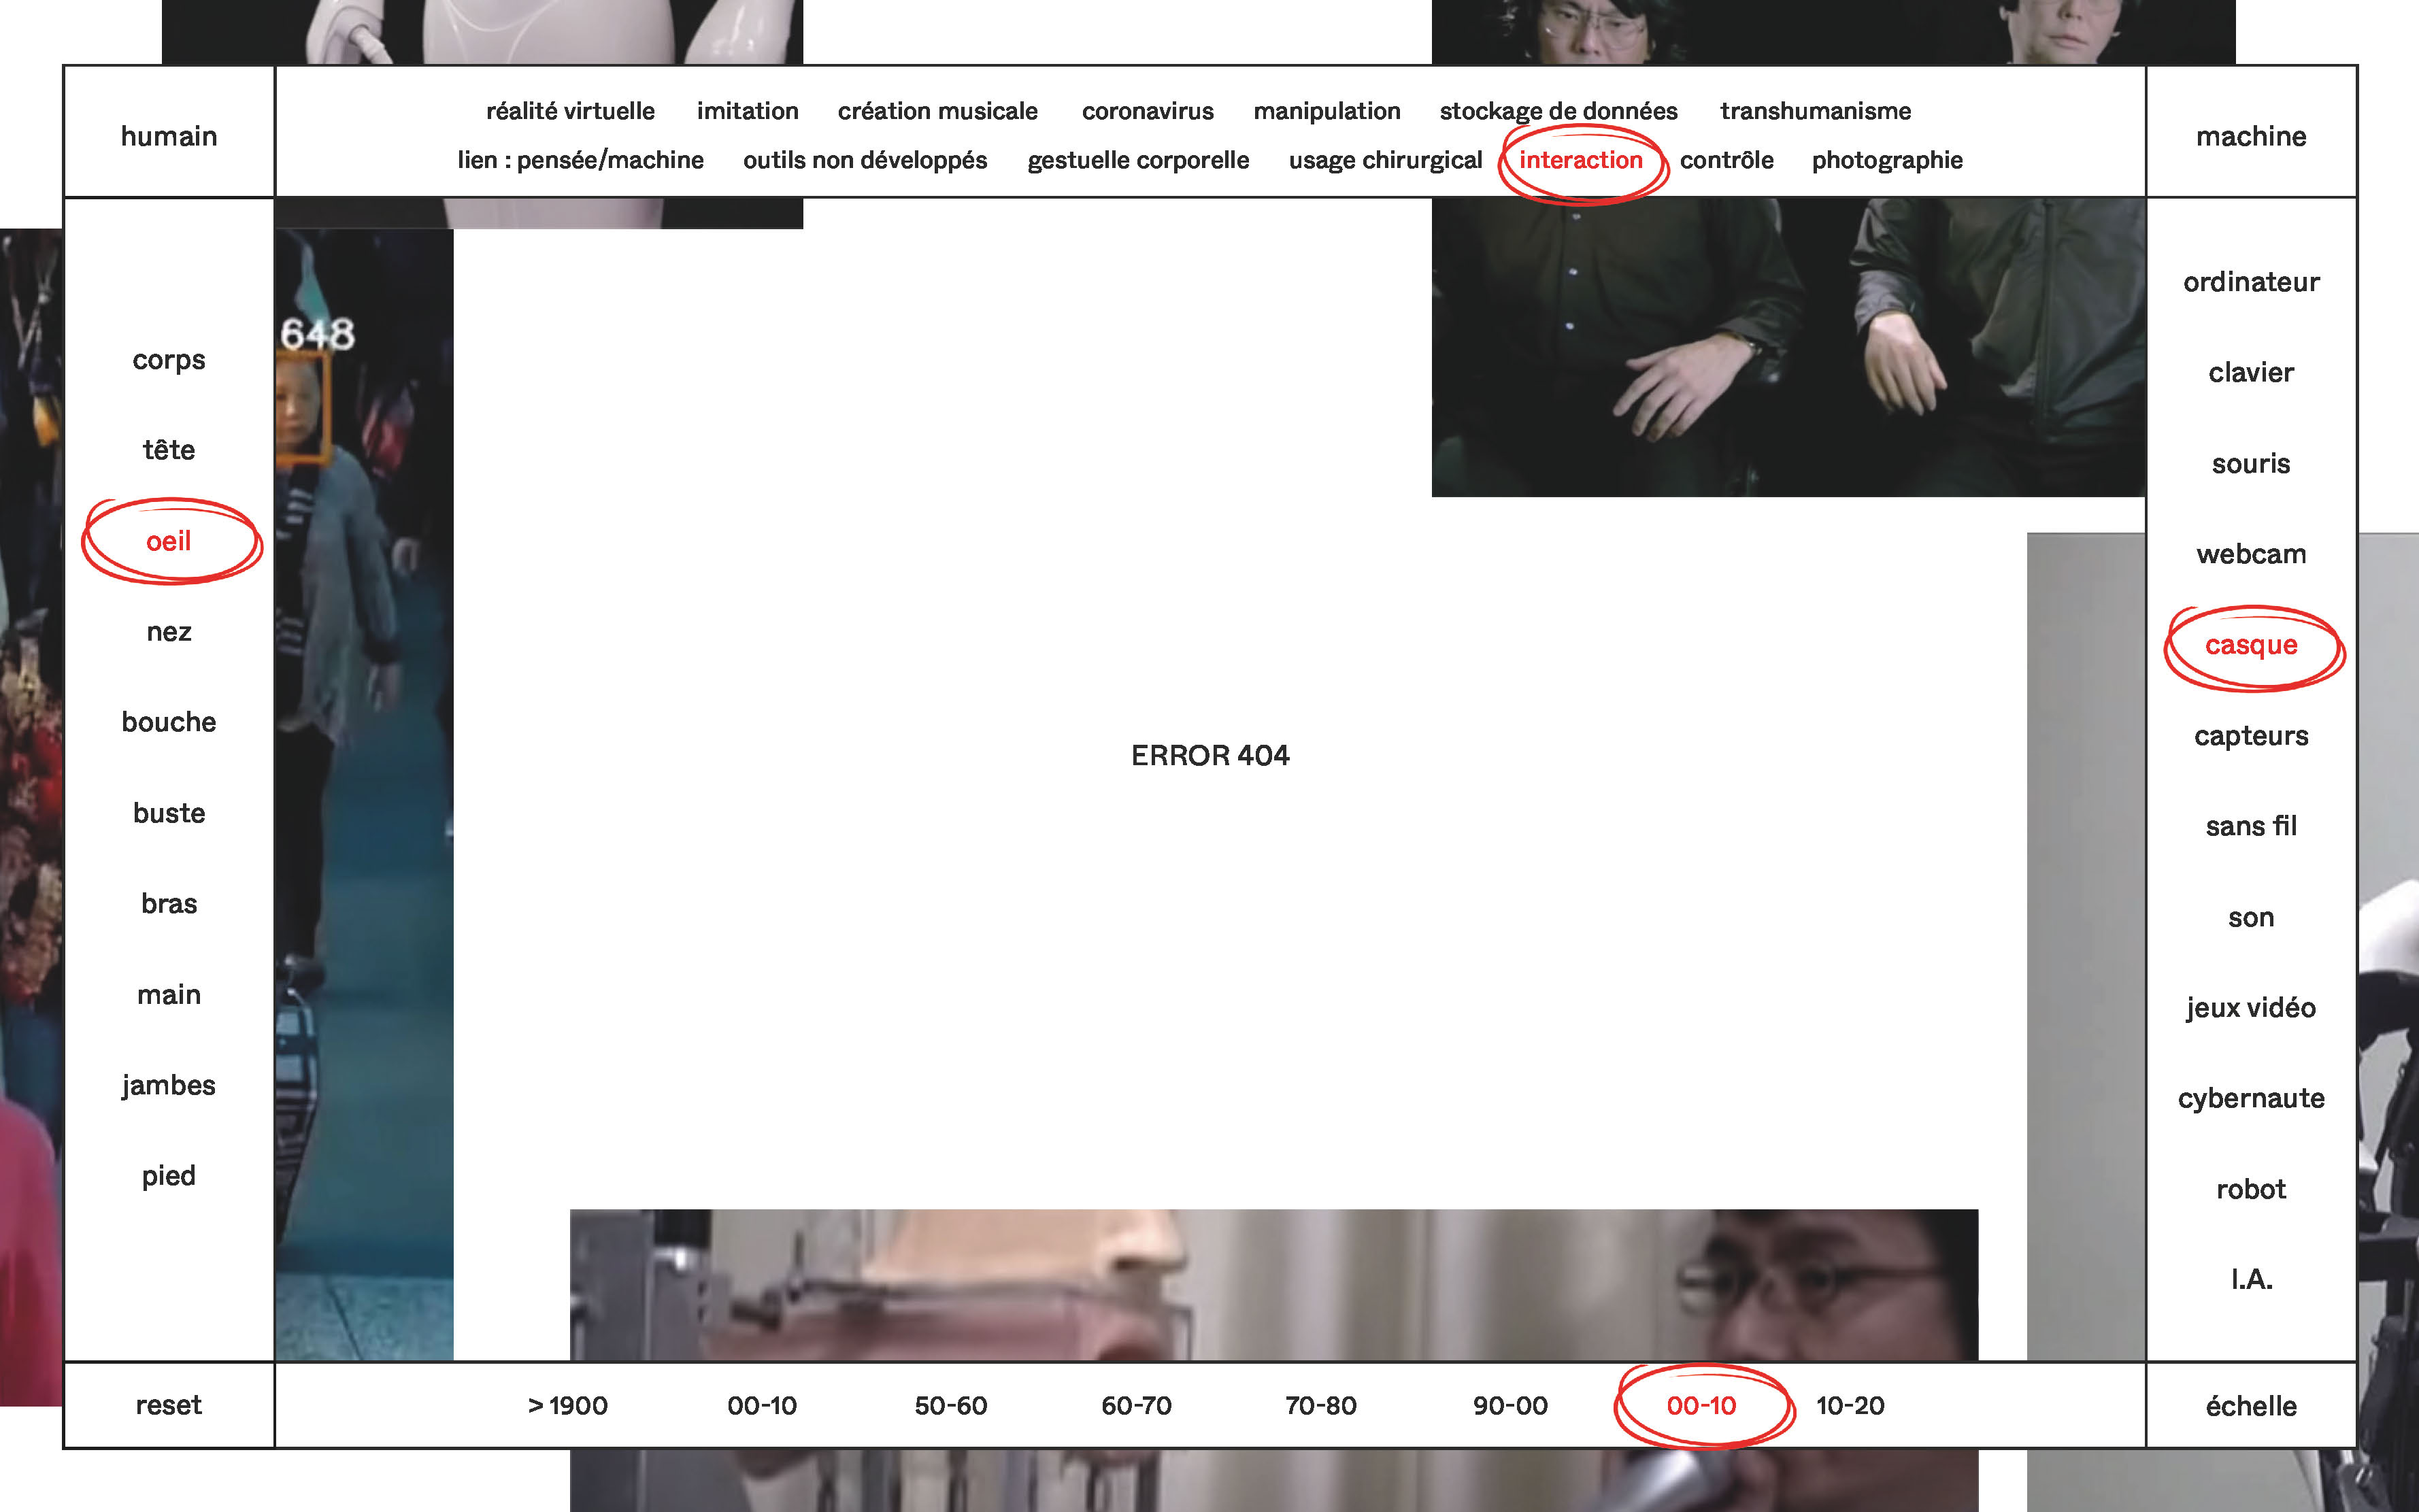 humain
réalité virtuelle imitation création musicale coronavirus manipulation stockage de données transhumanisme
lien : pensée/machine outils non développés gestuelle corporelle usage chirurgical interaction contrôle photographie
machine
648
corps
tête
oeil
nez
bouche
buste
bras
main
jambes
pied
ERROR 404
ordinateur
clavier
souris
webcam
casque
capteurs
sans fil
son
jeux vidéo
cybernaute
robot
I.A.
reset
> 1900 00-10 50-60 60-70 70-80 90-00 00-10 10-20
échelle